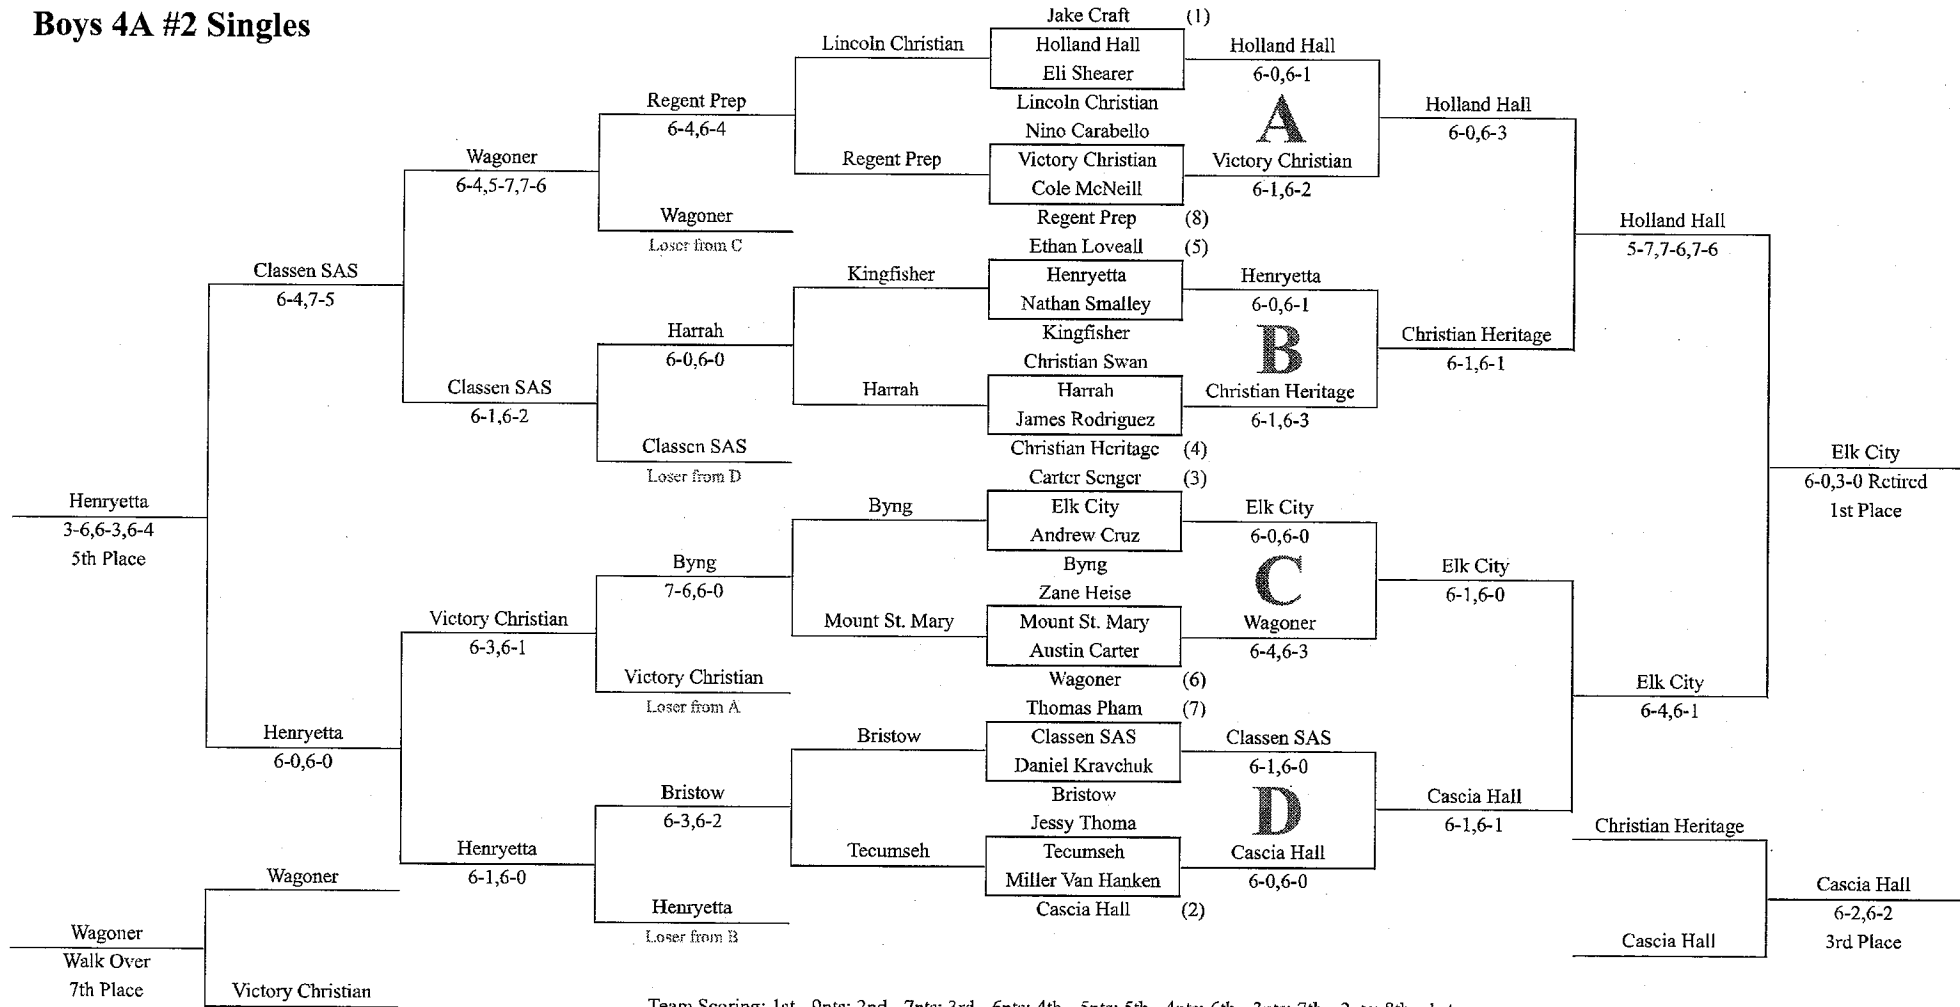 Boys 4A #2 Singles
Jake Craft (1)
Holland Hall
Eli Shearer
Lincoln Christian
Nino Carabello
Victory Christian
Cole McNeill
Regent Prep (8)
Ethan Loveall (5)
Henryetta
Nathan Smalley
Kingfisher
Christian Swan
Harrah
James Rodriguez
Christian Heritage (4)
Carter Senger (3)
Elk City
Andrew Cruz
Byng
Zane Heise
Mount St. Mary
Austin Carter
Wagoner (6)
Thomas Pham (7)
Classen SAS
Daniel Kravchuk
Bristow
Jessy Thoma
Tecumseh
Miller Van Hanken
Cascia Hall (2)
Holland Hall
6-0,6-1
A
Victory Christian
6-1,6-2
Henryetta
6-0,6-1
B
Christian Heritage
6-1,6-3
Elk City
6-0,6-0
C
Wagoner
6-4,6-3
Classen SAS
6-1,6-0
D
Cascia Hall
6-0,6-0
Holland Hall
6-0,6-3
Christian Heritage
6-1,6-1
Elk City
6-1,6-0
Cascia Hall
6-1,6-1
Holland Hall
5-7,7-6,7-6
Elk City
6-4,6-1
Elk City
6-0,3-0 Retired
1st Place
Christian Heritage
Cascia Hall
Cascia Hall
6-2,6-2
3rd Place
Lincoln Christian
Regent Prep
Kingfisher
Harrah
Byng
Mount St. Mary
Bristow
Tecumseh
Regent Prep
6-4,6-4
Wagoner
Loser from C
Harrah
6-0,6-0
Classen SAS
Loser from D
Byng
7-6,6-0
Victory Christian
Loser from A
Bristow
6-3,6-2
Henryetta
Loser from B
Wagoner
6-4,5-7,7-6
Classen SAS
6-1,6-2
Victory Christian
6-3,6-1
Henryetta
6-1,6-0
Classen SAS
6-4,7-5
Henryetta
6-0,6-0
Henryetta
3-6,6-3,6-4
5th Place
Wagoner
Victory Christian
Wagoner
Walk Over
7th Place